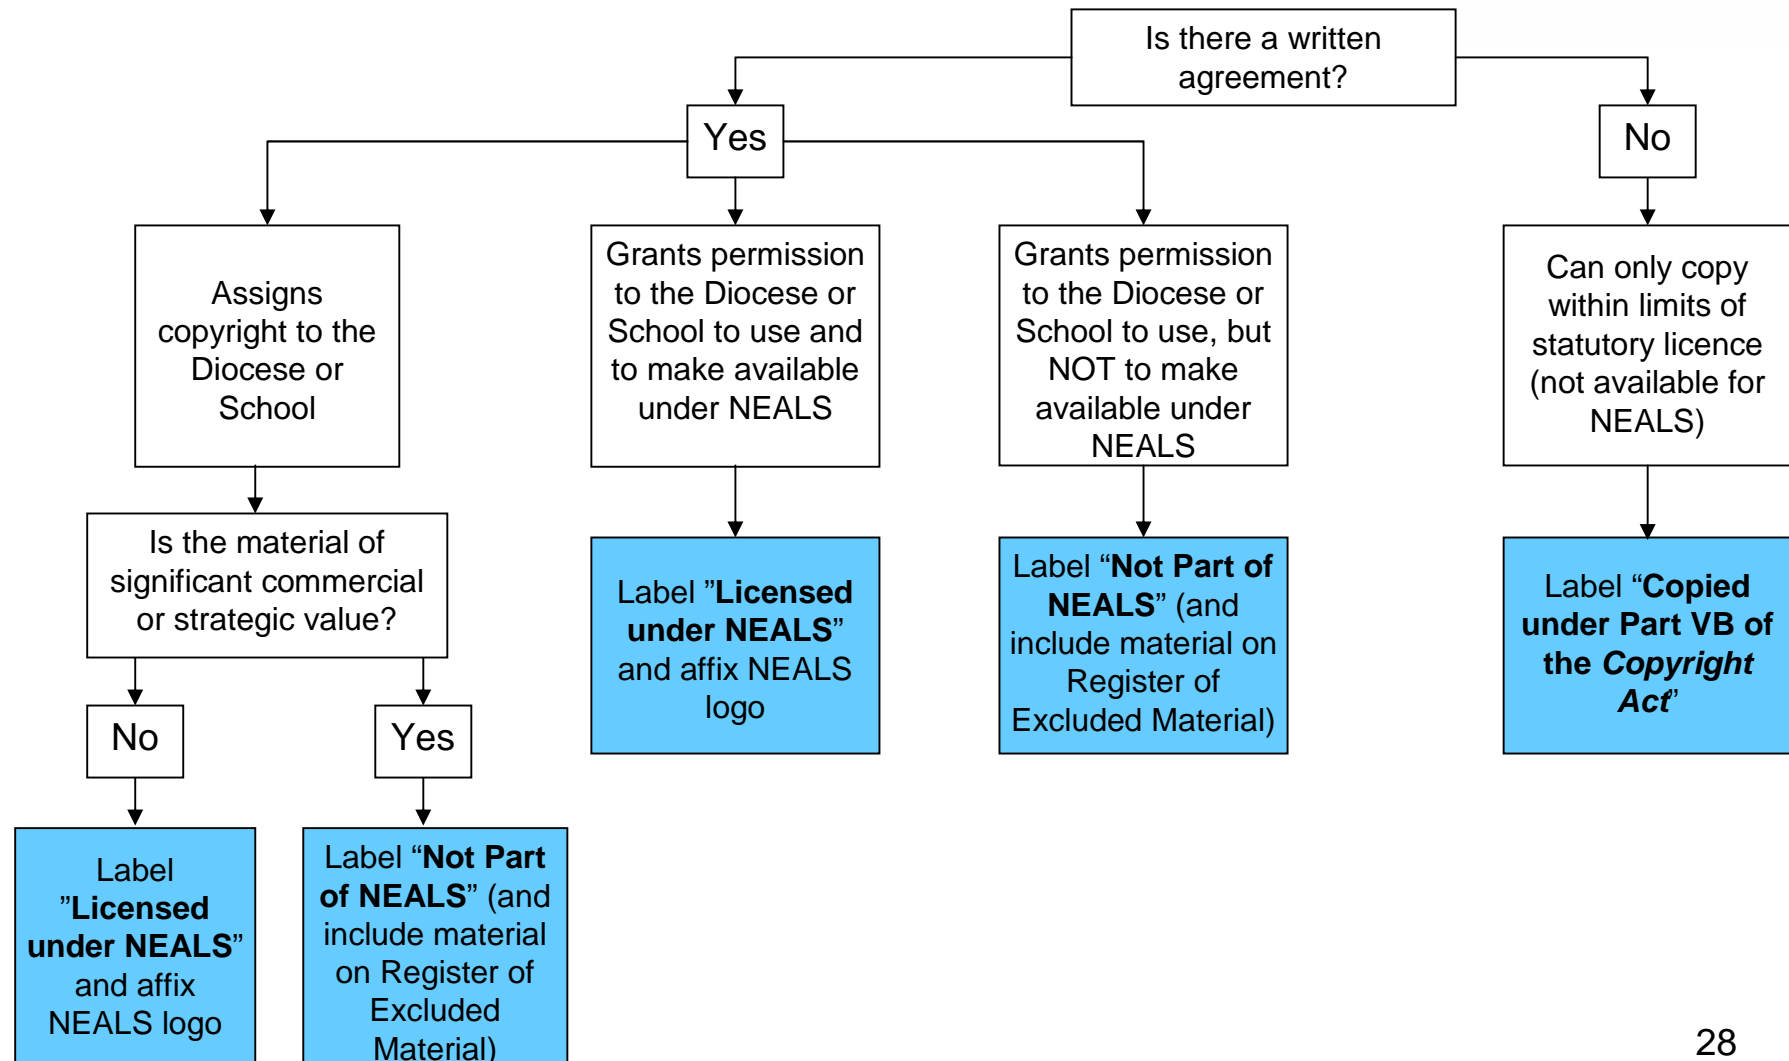 Is there a written
agreement?
Yes
No
Assigns
copyright to the
Diocese or
School
Grants permission
to the Diocese or
School to use and
to make available
under NEALS
Grants permission
to the Diocese or
School to use, but
NOT to make
available under
NEALS
Can only copy
within limits of
statutory licence
(not available for
NEALS)
Is the material of
significant commercial
or strategic value?
Label ”Licensed
under NEALS”
and affix NEALS
logo
Label “Not Part of
NEALS” (and
include material on
Register of
Excluded Material)
Label “Copied
under Part VB of
the Copyright
Act”
No
Yes
Label
”Licensed
under NEALS”
and affix
NEALS logo
Label “Not Part
of NEALS” (and
include material
on Register of
Excluded
Material)
28